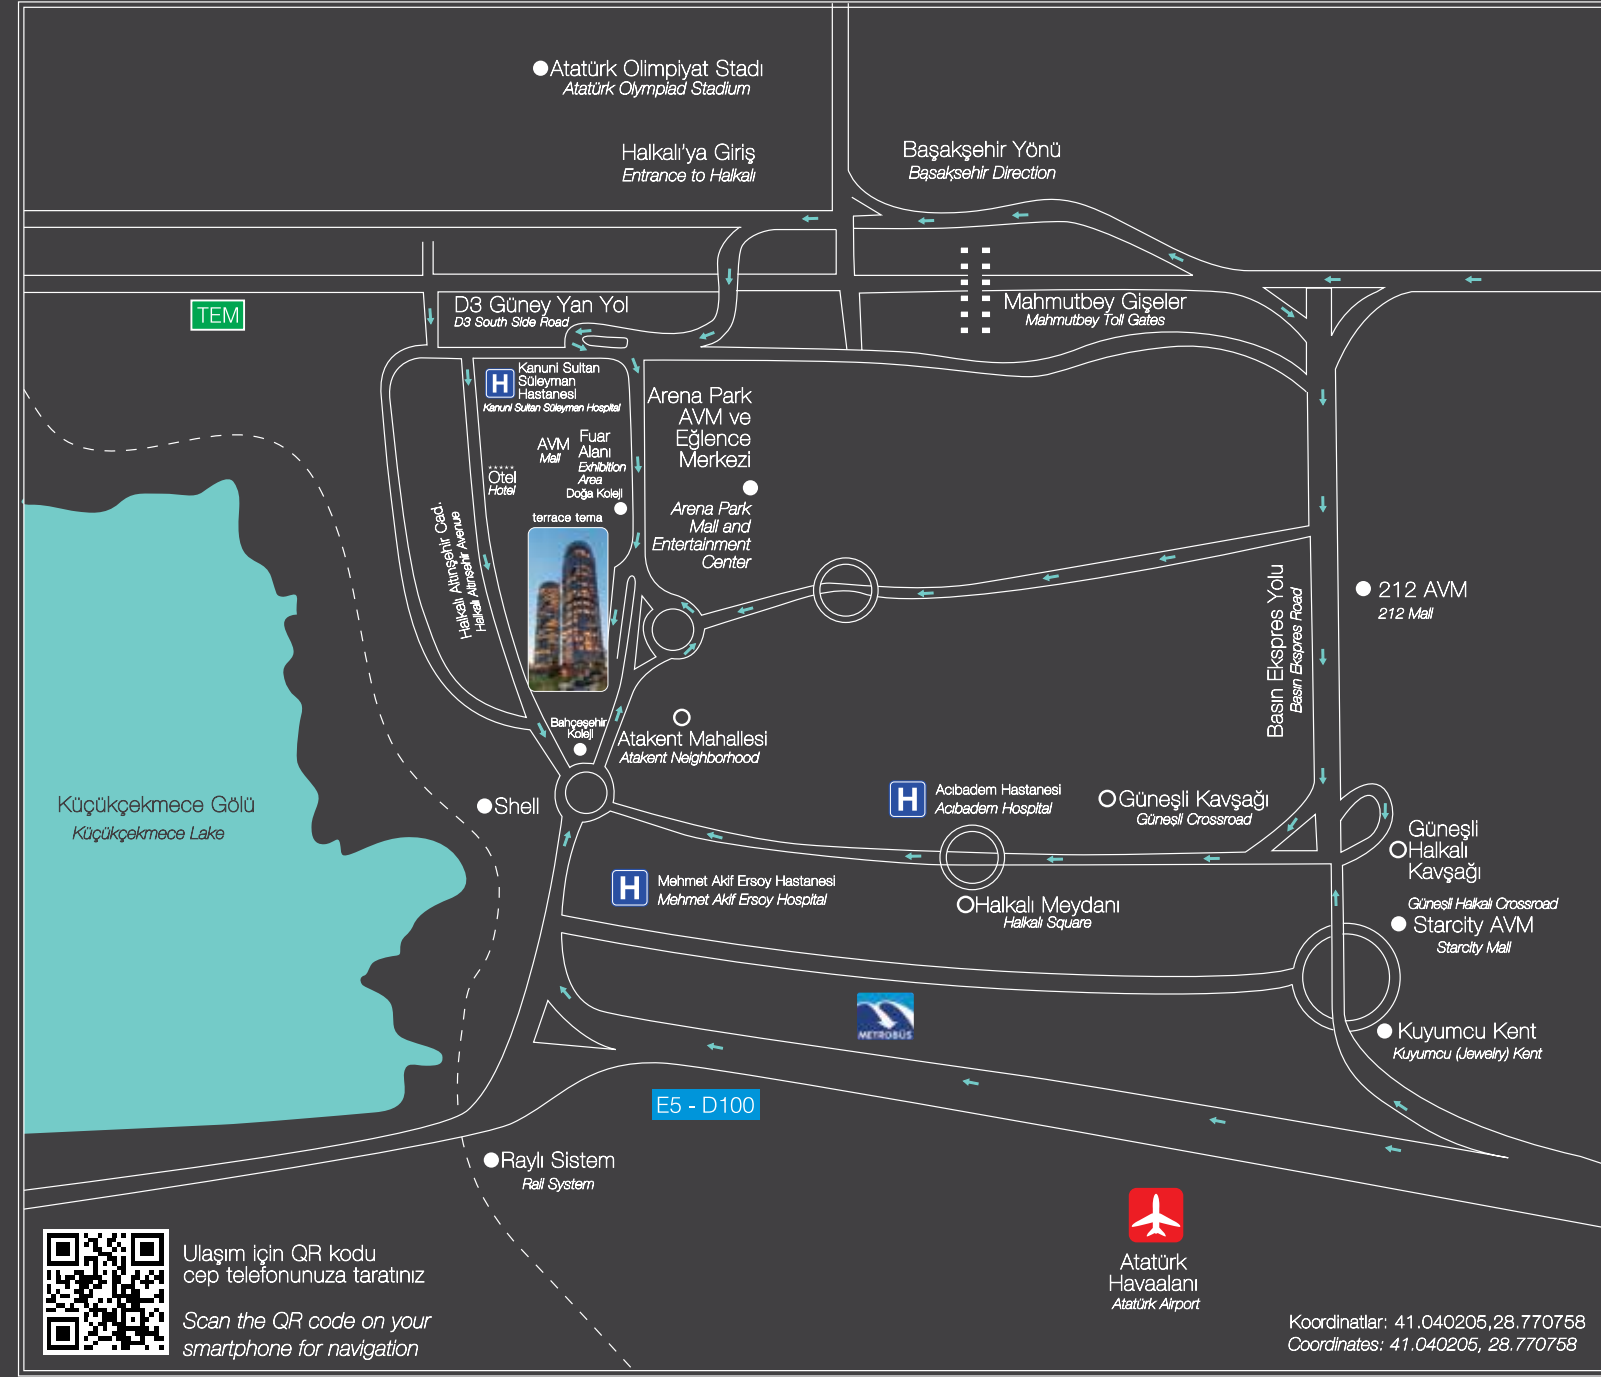 Atatürk Olimpiyat Stadı
Atatürk Olympiad Stadium
Halkalı'ya Giriş
Entrance to Halkalı
Başakşehir Yönü
Başakşehir Direction
TEM
D3 Güney Yan Yol
D3 South Side Road
Mahmutbey Gişeler
Mahmutbey Toll Gates
H
Kanuni Sultan
Süleyman
Hastanesi
Kanuni Sultan Süleyman Hospital
Arena Park
AVM ve
Eğlence
Merkezi
Arena Park
Mall and
Entertainment
Center
AVM
Mall
Fuar
Alanı
Exhibition
Area
Doğa Koleji
*****
Otel
Hotel
terrace tema
Halkalı Altınşehir Cad.
Halkalı Altınşehir Avenue
212 AVM
212 Mall
Basın Ekspres Yolu
Basın Ekspres Road
Bahçeşehir
Koleji
Atakent Mahallesi
Atakent Neighborhood
Küçükçekmece Gölü
Küçükçekmece Lake
Shell
H
Acıbadem Hastanesi
Acıbadem Hospital
Güneşli Kavşağı
Güneşli Crossroad
Güneşli
Halkalı
Kavşağı
Güneşli Halkalı Crossroad
H
Mehmet Akif Ersoy Hastanesi
Mehmet Akif Ersoy Hospital
Halkalı Meydanı
Halkalı Square
Starcity AVM
Starcity Mall
METROBÜS
Kuyumcu Kent
Kuyumcu (Jewelry) Kent
E5 - D100
Raylı Sistem
Rail System
Atatürk
Havaalanı
Atatürk Airport
Ulaşım için QR kodu
cep telefonunuza taratınız
Scan the QR code on your
smartphone for navigation
Koordinatlar: 41.040205,28.770758
Coordinates: 41.040205, 28.770758